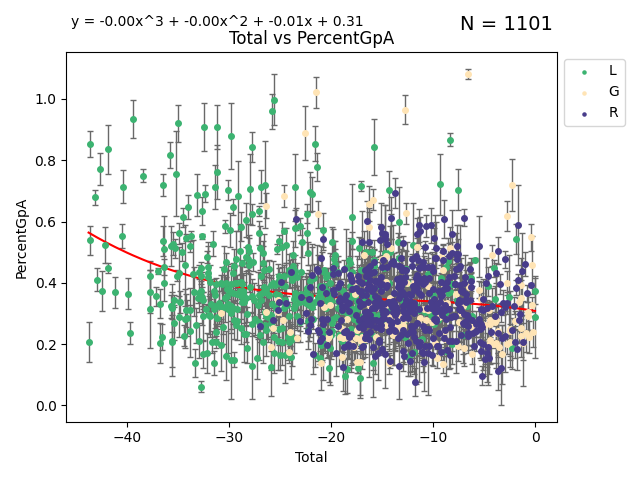 y = -0.00x^3 + -0.00x^2 + -0.01x + 0.31
N = 1101
Total vs PercentGpA
L
G
R
PercentGpA
1.0
0.8
0.6
0.4
0.2
0.0
−40
−30
−20
−10
0
Total